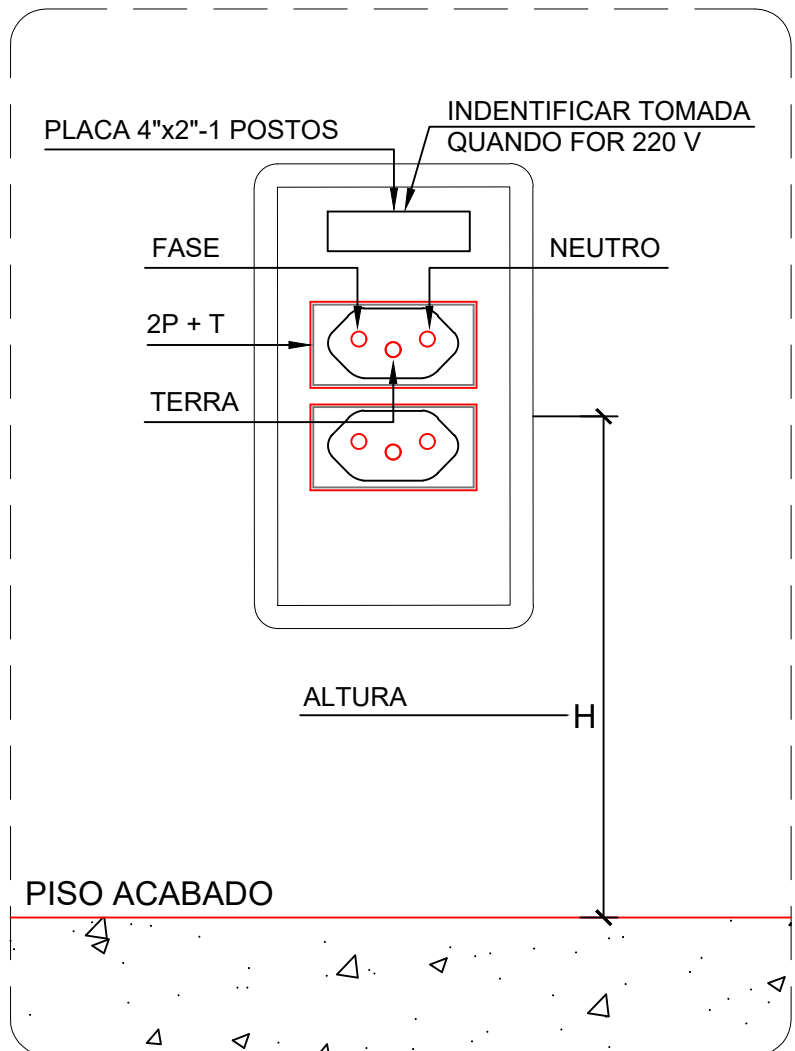 INDENTIFICAR TOMADA
QUANDO FOR 220 V
PLACA 4"x2"-1 POSTOS
FASE
NEUTRO
2P + T
TERRA
ALTURA
H
PISO ACABADO